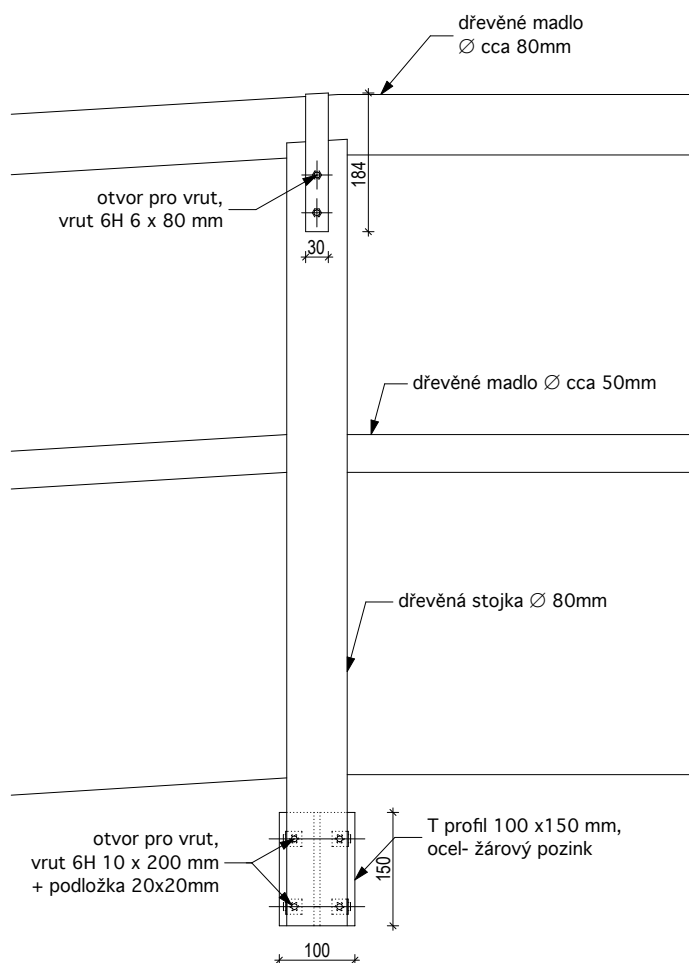 dřevěné madlo
∅ cca 80mm
184
otvor pro vrut,
vrut 6H 6 x 80 mm
30
dřevěné madlo ∅ cca 50mm
dřevěná stojka ∅ 80mm
otvor pro vrut,
vrut 6H 10 x 200 mm
+ podložka 20x20mm
T profil 100 x150 mm,
ocel- žárový pozink
150
100